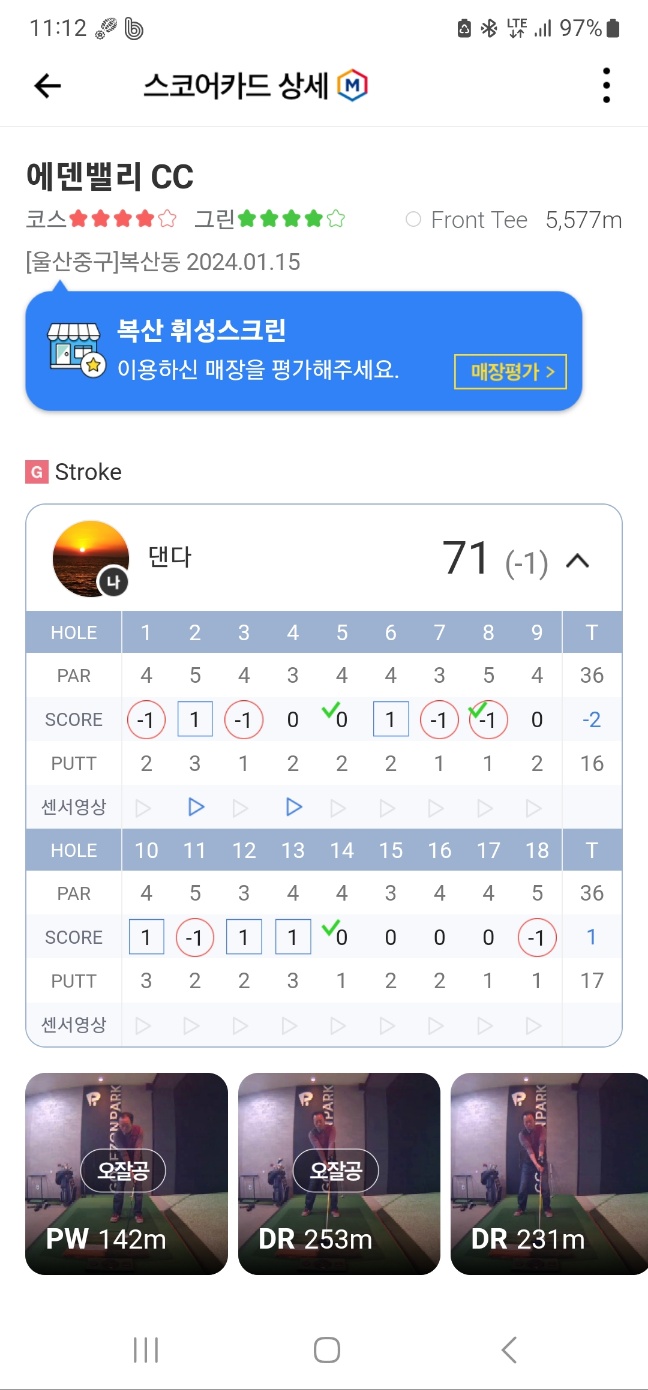 11:12 LTE 97%
스코어카드 상세 M
에덴밸리 CC
코스 그린 Front Tee 5,577m
[울산중구]복산동 2024.01.15
복산 휘성스크린
이용하신 매장을 평가해주세요.
매장평가 >
G Stroke
나 댄다 71 (-1)
HOLE 1 2 3 4 5 6 7 8 9 T
PAR 4 5 4 3 4 4 3 5 4 36
SCORE -1 1 -1 0 0 1 -1 -1 0 -2
PUTT 2 3 1 2 2 2 1 1 2 16
센서영상
HOLE 10 11 12 13 14 15 16 17 18 T
PAR 4 5 3 4 4 3 4 4 5 36
SCORE 1 -1 1 1 0 0 0 0 -1 1
PUTT 3 2 2 3 1 2 2 1 1 17
센서영상
오잘공 오잘공
PW 142m DR 253m DR 231m